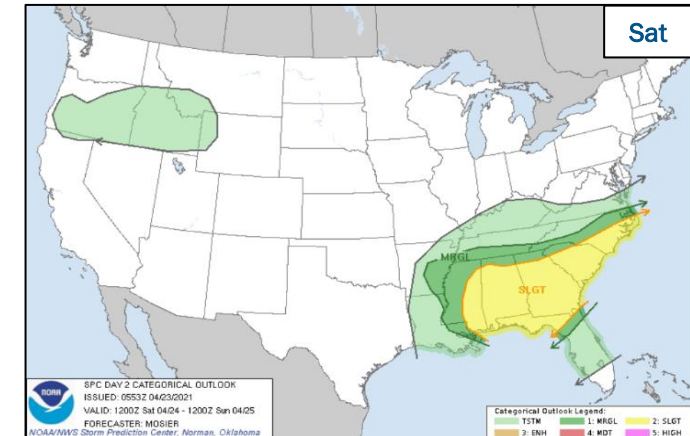 Sat
MRGL
SLGT
NOAA
SPC DAY 2 CATEGORICAL OUTLOOK
ISSUED: 0553Z 04/23/2021
VALID: 1200Z Sat 04/24 - 1200Z Sun 04/25
FORECASTER: MOSIER
NOAA/NWS Storm Prediction Center, Norman, Oklahoma
Categorical Outlook Legend:
TSTM 1: MRGL 2: SLGT
3: ENH 4: MDT 5: HIGH